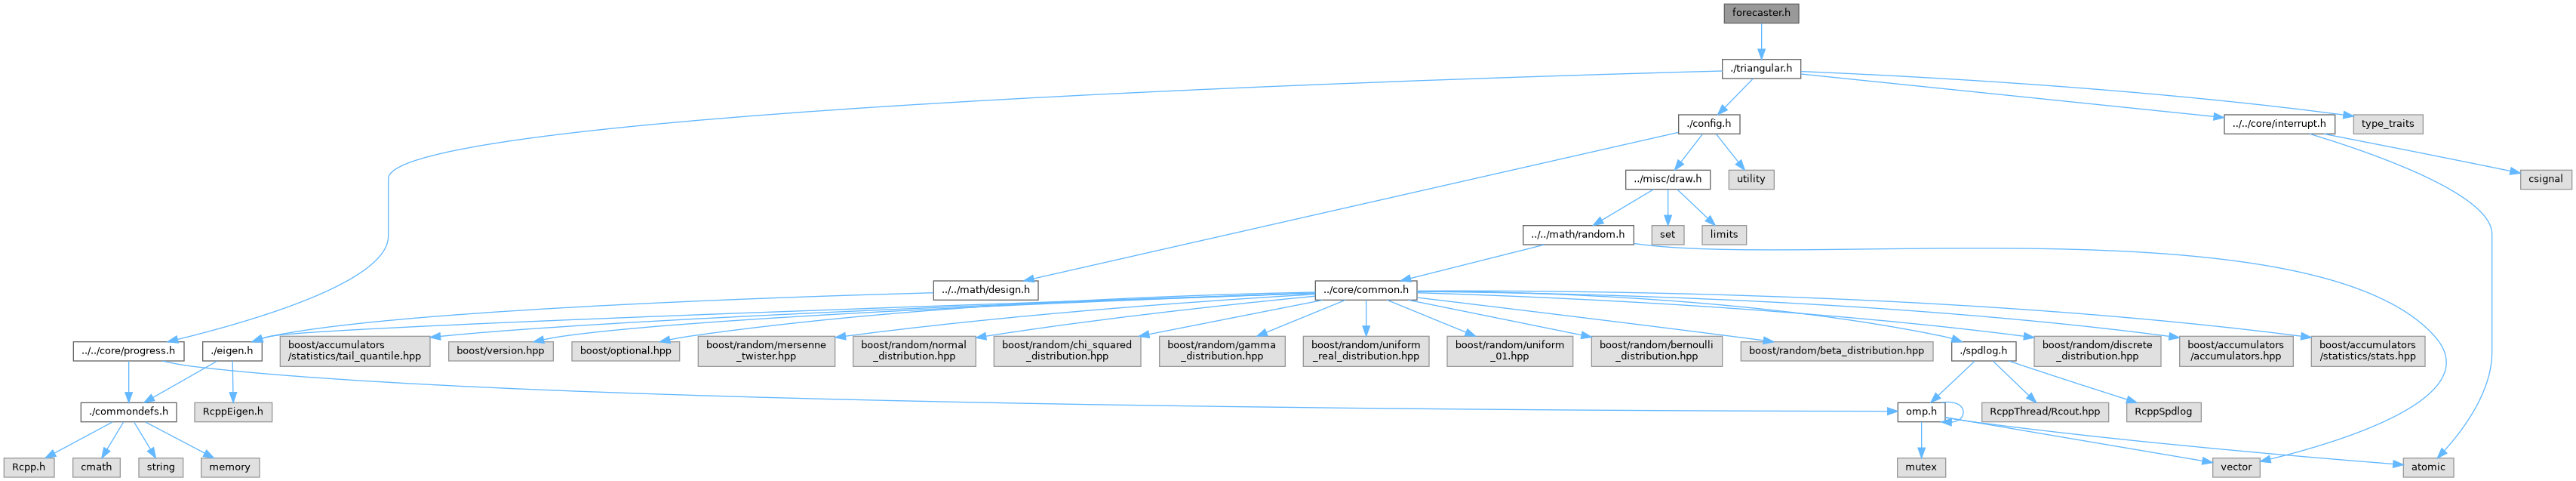 forecaster.h
./triangular.h
./config.h
../../core/interrupt.h
type_traits
../misc/draw.h
utility
csignal
../../math/random.h
set
limits
../../math/design.h
../core/common.h
../../core/progress.h
./eigen.h
boost/accumulators
/statistics/tail_quantile.hpp
boost/version.hpp
boost/optional.hpp
boost/random/mersenne
_twister.hpp
boost/random/normal
_distribution.hpp
boost/random/chi_squared
_distribution.hpp
boost/random/gamma
_distribution.hpp
boost/random/uniform
_real_distribution.hpp
boost/random/uniform
_01.hpp
boost/random/bernoulli
_distribution.hpp
boost/random/beta_distribution.hpp
./spdlog.h
boost/random/discrete
_distribution.hpp
boost/accumulators
/accumulators.hpp
boost/accumulators
/statistics/stats.hpp
./commondefs.h
RcppEigen.h
omp.h
RcppThread/Rcout.hpp
RcppSpdlog
Rcpp.h
cmath
string
memory
mutex
vector
atomic